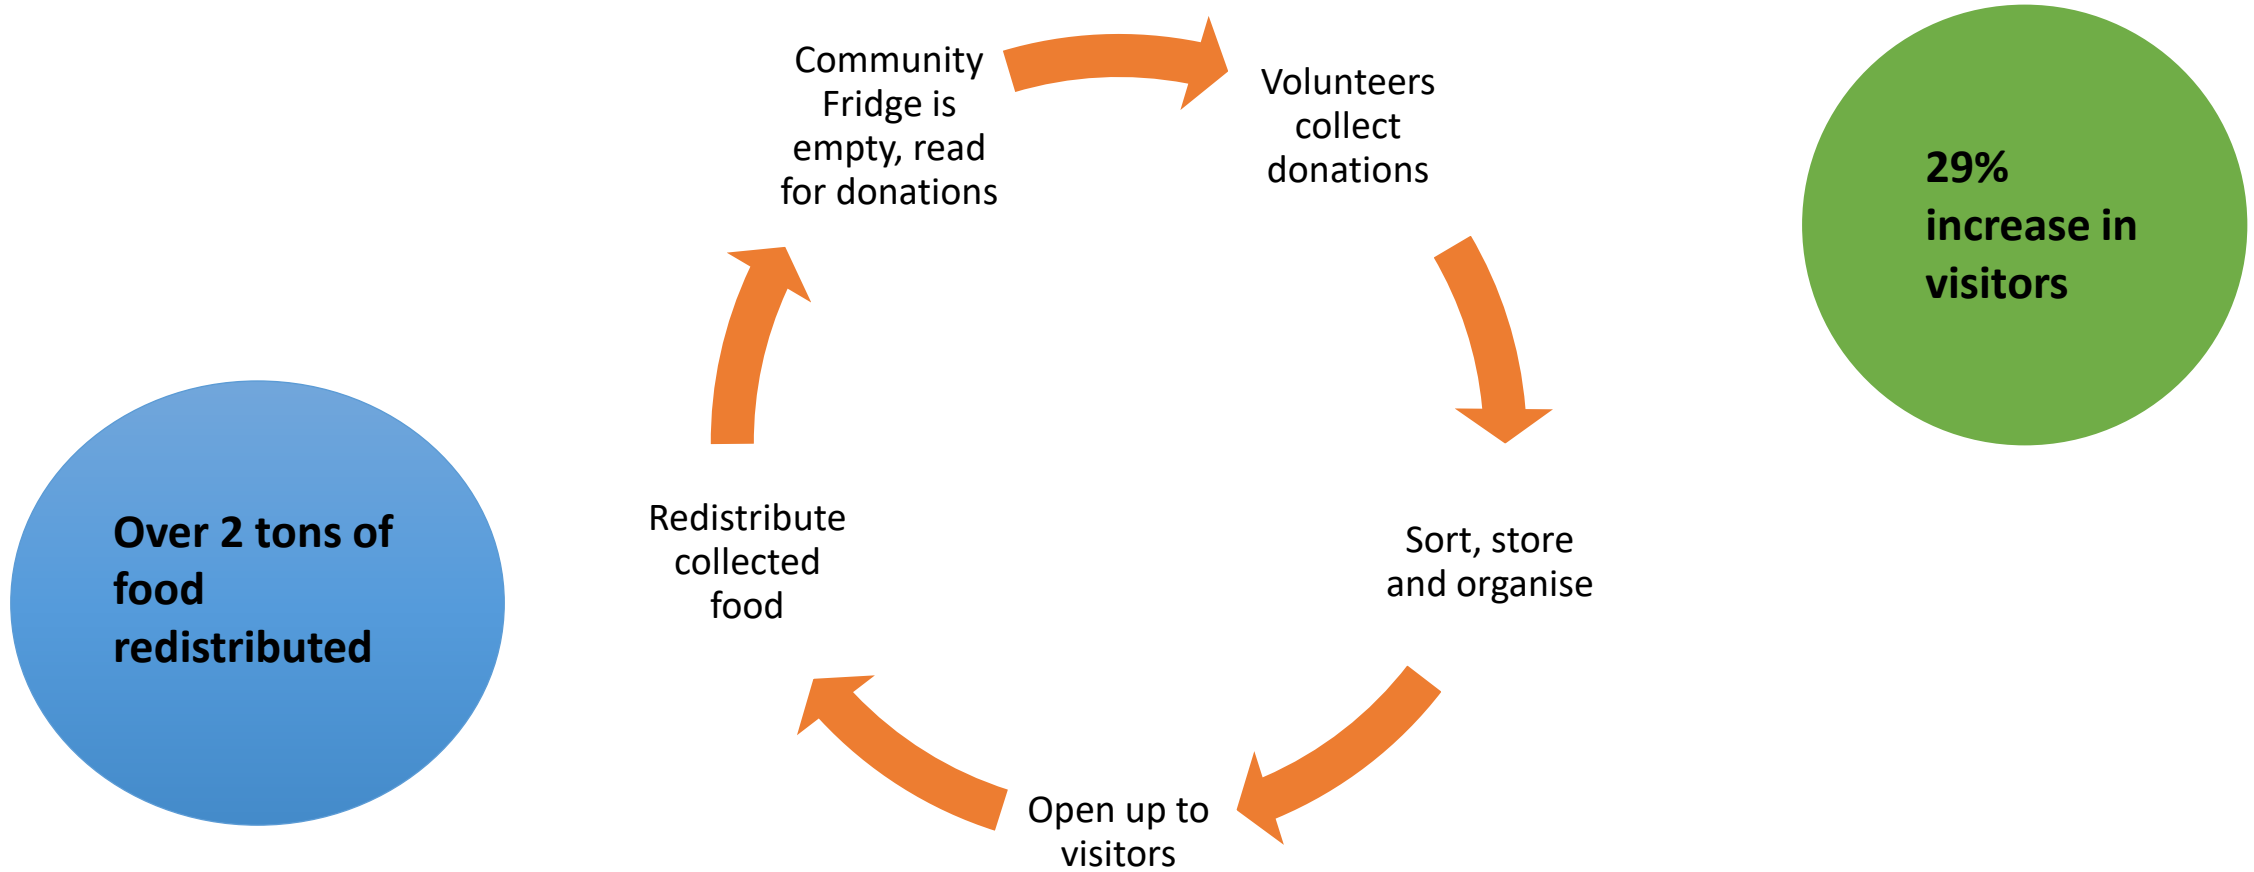 Community
Fridge is
empty, read
for donations
Volunteers
collect
donations
Sort, store
and organise
Open up to
visitors
Redistribute
collected
food
29%
increase in
visitors
Over 2 tons of
food
redistributed